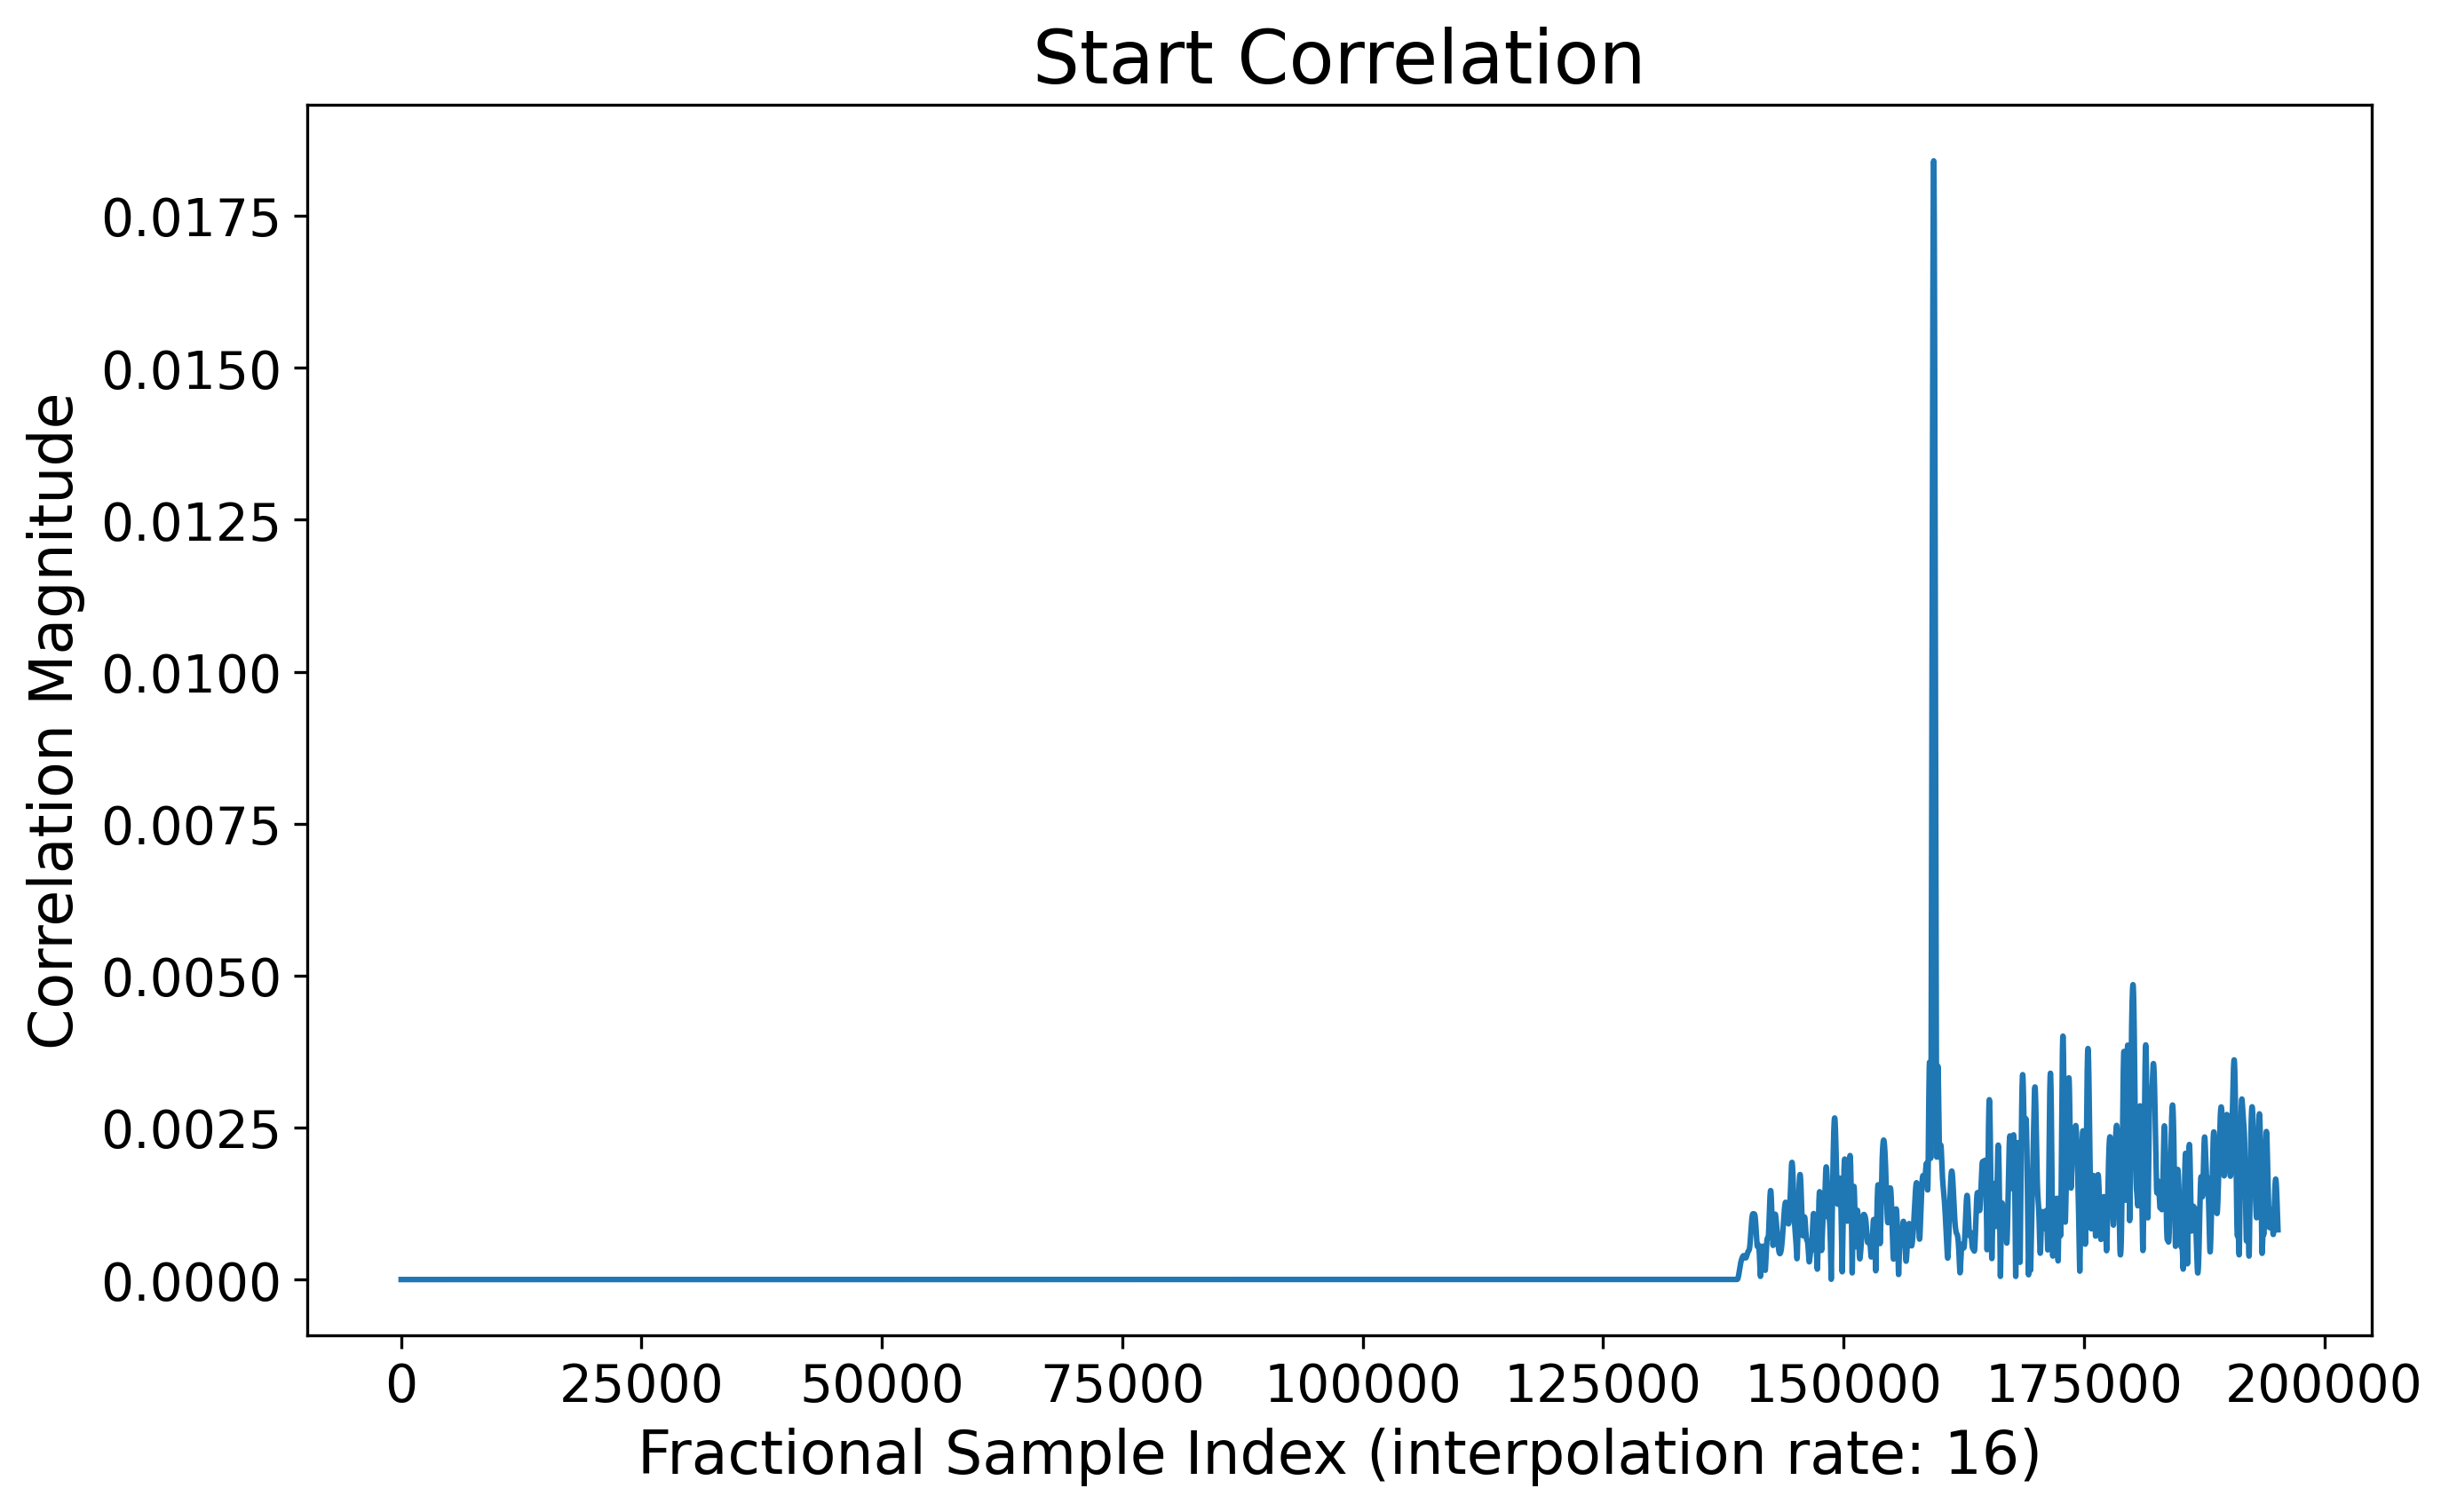 Start Correlation
Correlation Magnitude
0.0175
0.0150
0.0125
0.0100
0.0075
0.0050
0.0025
0.0000
0 25000 50000 75000 100000 125000 150000 175000 200000
Fractional Sample Index (interpolation rate: 16)